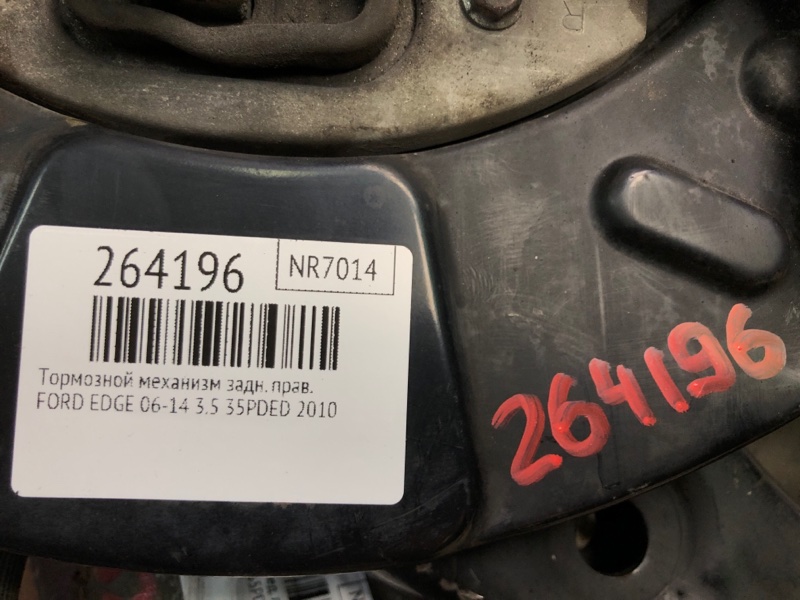 R
264196
NR7014
Тормозной механизм задн. прав.
FORD EDGE 06-14 3.5 35PDED 2010
264196